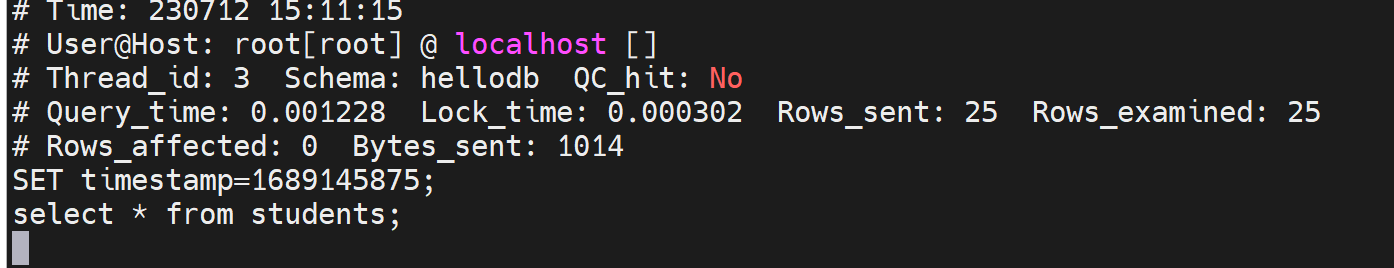 # Time: 230712 15:11:15
# User@Host: root[root] @ localhost []
# Thread_id: 3  Schema: hellodb  QC_hit: No
# Query_time: 0.001228  Lock_time: 0.000302  Rows_sent: 25  Rows_examined: 25
# Rows_affected: 0  Bytes_sent: 1014
SET timestamp=1689145875;
select * from students;